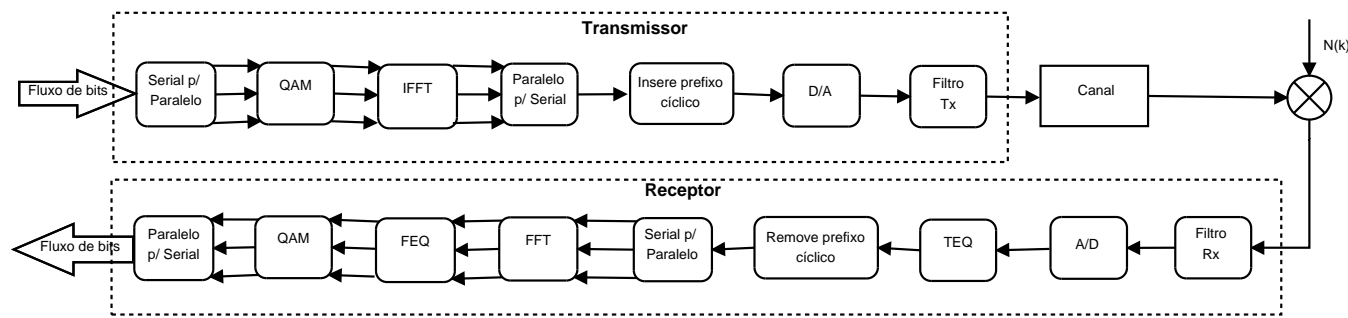 Transmissor
Fluxo de bits
Serial p/
Paralelo
QAM
IFFT
Paralelo
p/ Serial
Insere prefixo
cíclico
D/A
Filtro
Tx
Canal
N(k)
Receptor
Fluxo de bits
Paralelo
p/ Serial
QAM
FEQ
FFT
Serial p/
Paralelo
Remove prefixo
cíclico
TEQ
A/D
Filtro
Rx